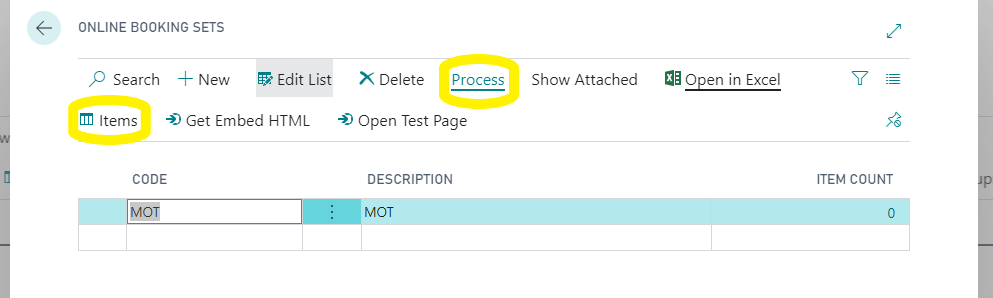 ONLINE BOOKING SETS
Search New Edit List Delete Process Show Attached Open in Excel
Items Get Embed HTML Open Test Page
CODE DESCRIPTION ITEM COUNT
MOT MOT 0